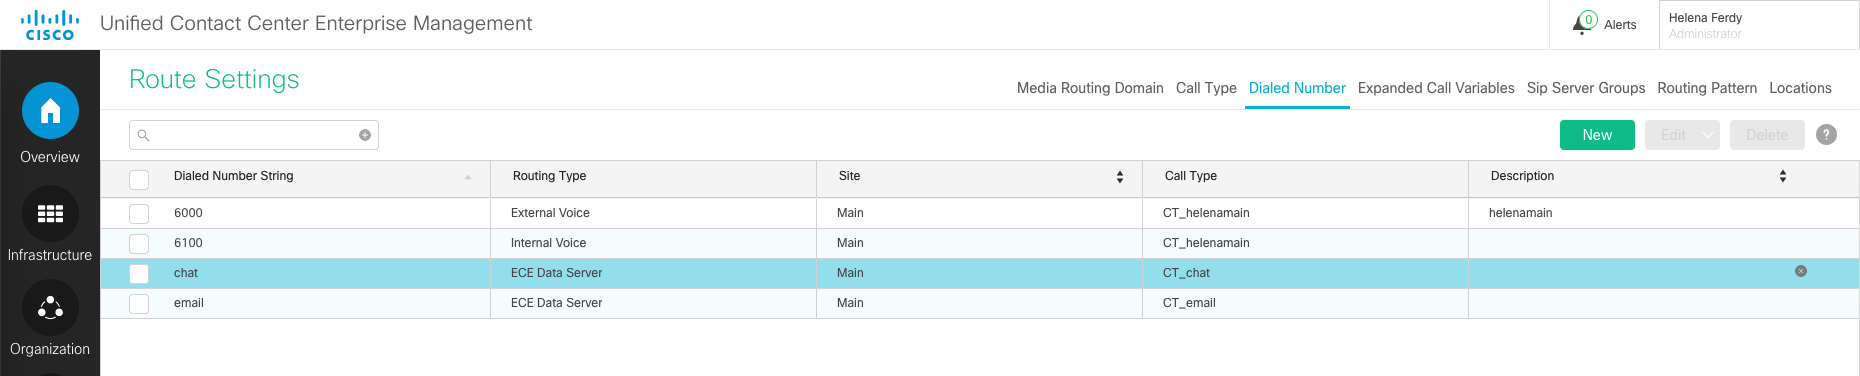 CISCO Unified Contact Center Enterprise Management 0 Alerts Helena Ferdy
Administrator
Route Settings
Media Routing Domain Call Type Dialed Number Expanded Call Variables Sip Server Groups Routing Pattern Locations
New Edit Delete ?
Overview
Dialed Number String Routing Type Site Call Type Description
6000 External Voice Main CT_helenamain helenamain
6100 Internal Voice Main CT_helenamain
Infrastructure
chat ECE Data Server Main CT_chat
email ECE Data Server Main CT_email
Organization